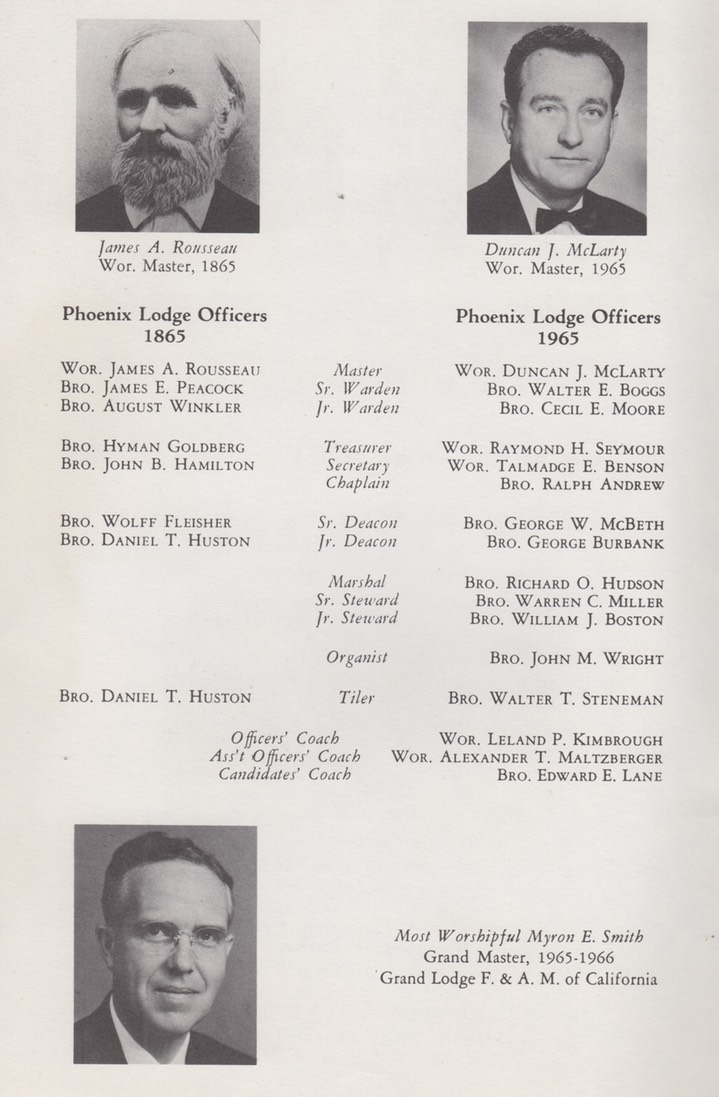 James A. Rousseau
Wor. Master, 1865
Duncan J. McLarty
Wor. Master, 1965
Phoenix Lodge Officers
1865
Phoenix Lodge Officers
1965
WOR. JAMES A. ROUSSEAU Master WOR. DUNCAN J. MCLARTY
BRO. JAMES E. PEACOCK Sr. Warden BRO. WALTER E. BOGGS
BRO. AUGUST WINKLER Jr. Warden BRO. CECIL E. MOORE
BRO. HYMAN GOLDBERG Treasurer WOR. RAYMOND H. SEYMOUR
BRO. JOHN B. HAMILTON Secretary WOR. TALMADGE E. BENSON
Chaplain BRO. RALPH ANDREW
BRO. WOLFF FLEISHER Sr. Deacon BRO. GEORGE W. MCBETH
BRO. DANIEL T. HUSTON Jr. Deacon BRO. GEORGE BURBANK
Marshal BRO. RICHARD O. HUDSON
Sr. Steward BRO. WARREN C. MILLER
Jr. Steward BRO. WILLIAM J. BOSTON
Organist BRO. JOHN M. WRIGHT
BRO. DANIEL T. HUSTON Tiler BRO. WALTER T. STENEMAN
Officers' Coach WOR. LELAND P. KIMBROUGH
Ass't Officers' Coach WOR. ALEXANDER T. MALTZBERGER
Candidates' Coach BRO. EDWARD E. LANE
Most Worshipful Myron E. Smith
Grand Master, 1965-1966
Grand Lodge F. & A. M. of California